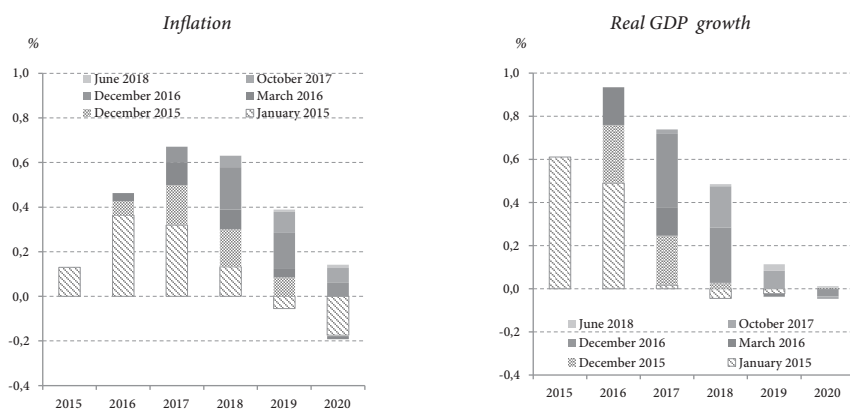 Inflation
%
1,0
0,8
0,6
0,4
0,2
0,0
-0,2
-0,4
June 2018 October 2017
December 2016 March 2016
December 2015 January 2015
2015 2016 2017 2018 2019 2020
Real GDP growth
%
1,0
0,8
0,6
0,4
0,2
0,0
-0,2
-0,4
June 2018 October 2017
December 2016 March 2016
December 2015 January 2015
2015 2016 2017 2018 2019 2020